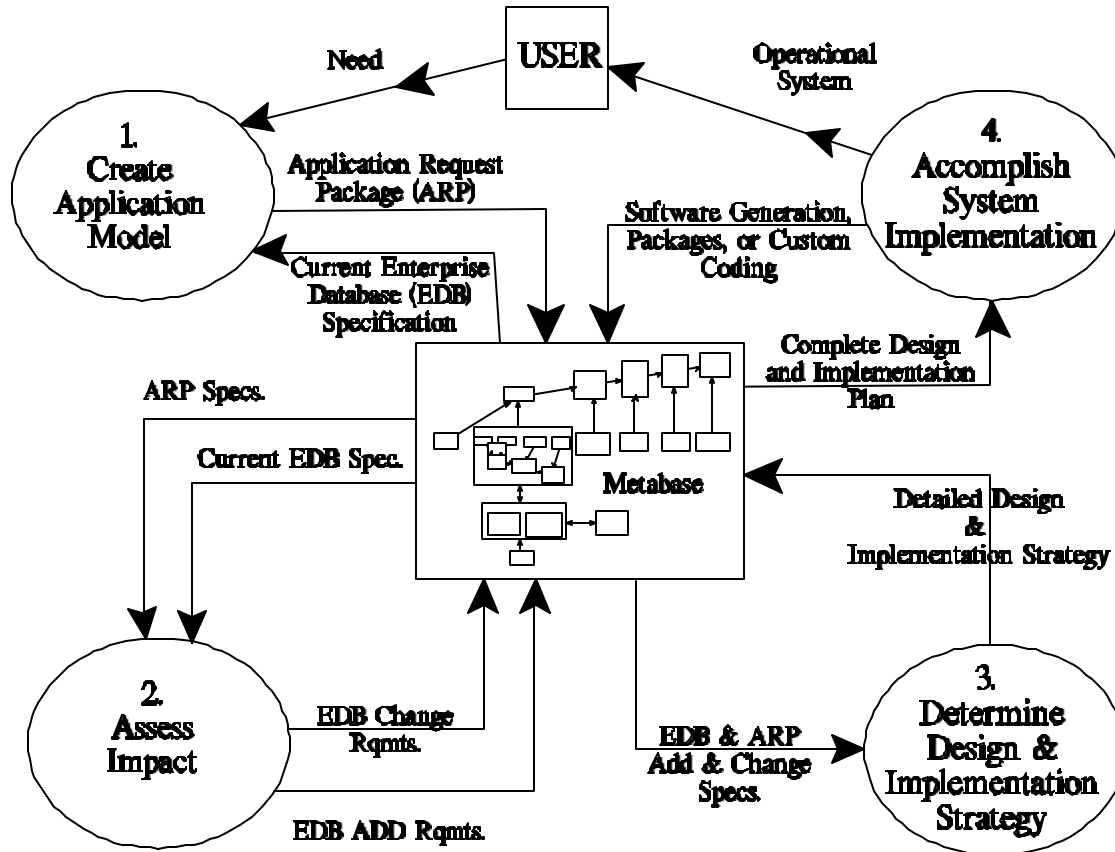 USER
Need
Operational
System
1.
Create
Application
Model
Application Request
Package (ARP)
Current Enterprise
Database (EDB)
Specification
Software Generation,
Packages, or Custom
Coding
4.
Accomplish
System
Implementation
Complete Design
and Implementation
Plan
ARP Specs.
Current EDB Spec.
Metabase
Detailed Design
&
Implementation Strategy
2.
Assess
Impact
EDB Change
Rqmts.
EDB ADD Rqmts.
EDB & ARP
Add & Change
Specs.
3.
Determine
Design &
Implementation
Strategy